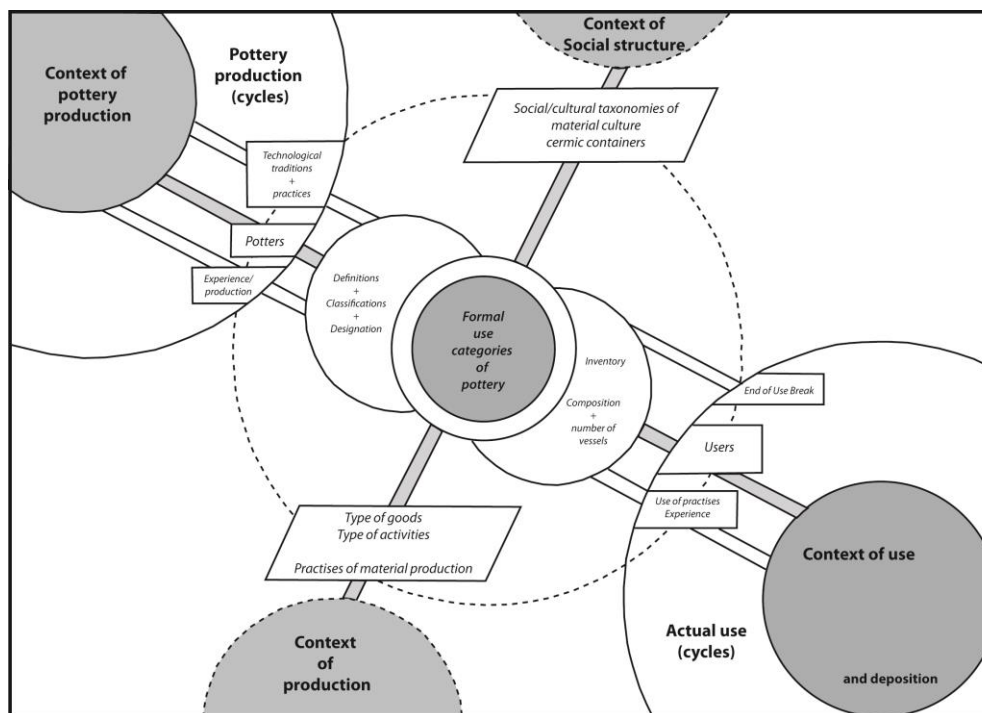 Context of
Social structure
Context of
pottery
production
Pottery
production
(cycles)
Social/cultural taxonomies of
material culture
cermic containers
Technological
traditions
+
practices
Potters
Experience/
production
Definitions
+
Classifications
+
Designation
Formal
use
categories
of
pottery
Inventory
Composition
+
number of
vessels
End of Use Break
Users
Use of practises
Experience
Type of goods
Type of activities
Practises of material production
Context of use
and deposition
Actual use
(cycles)
Context
of
production